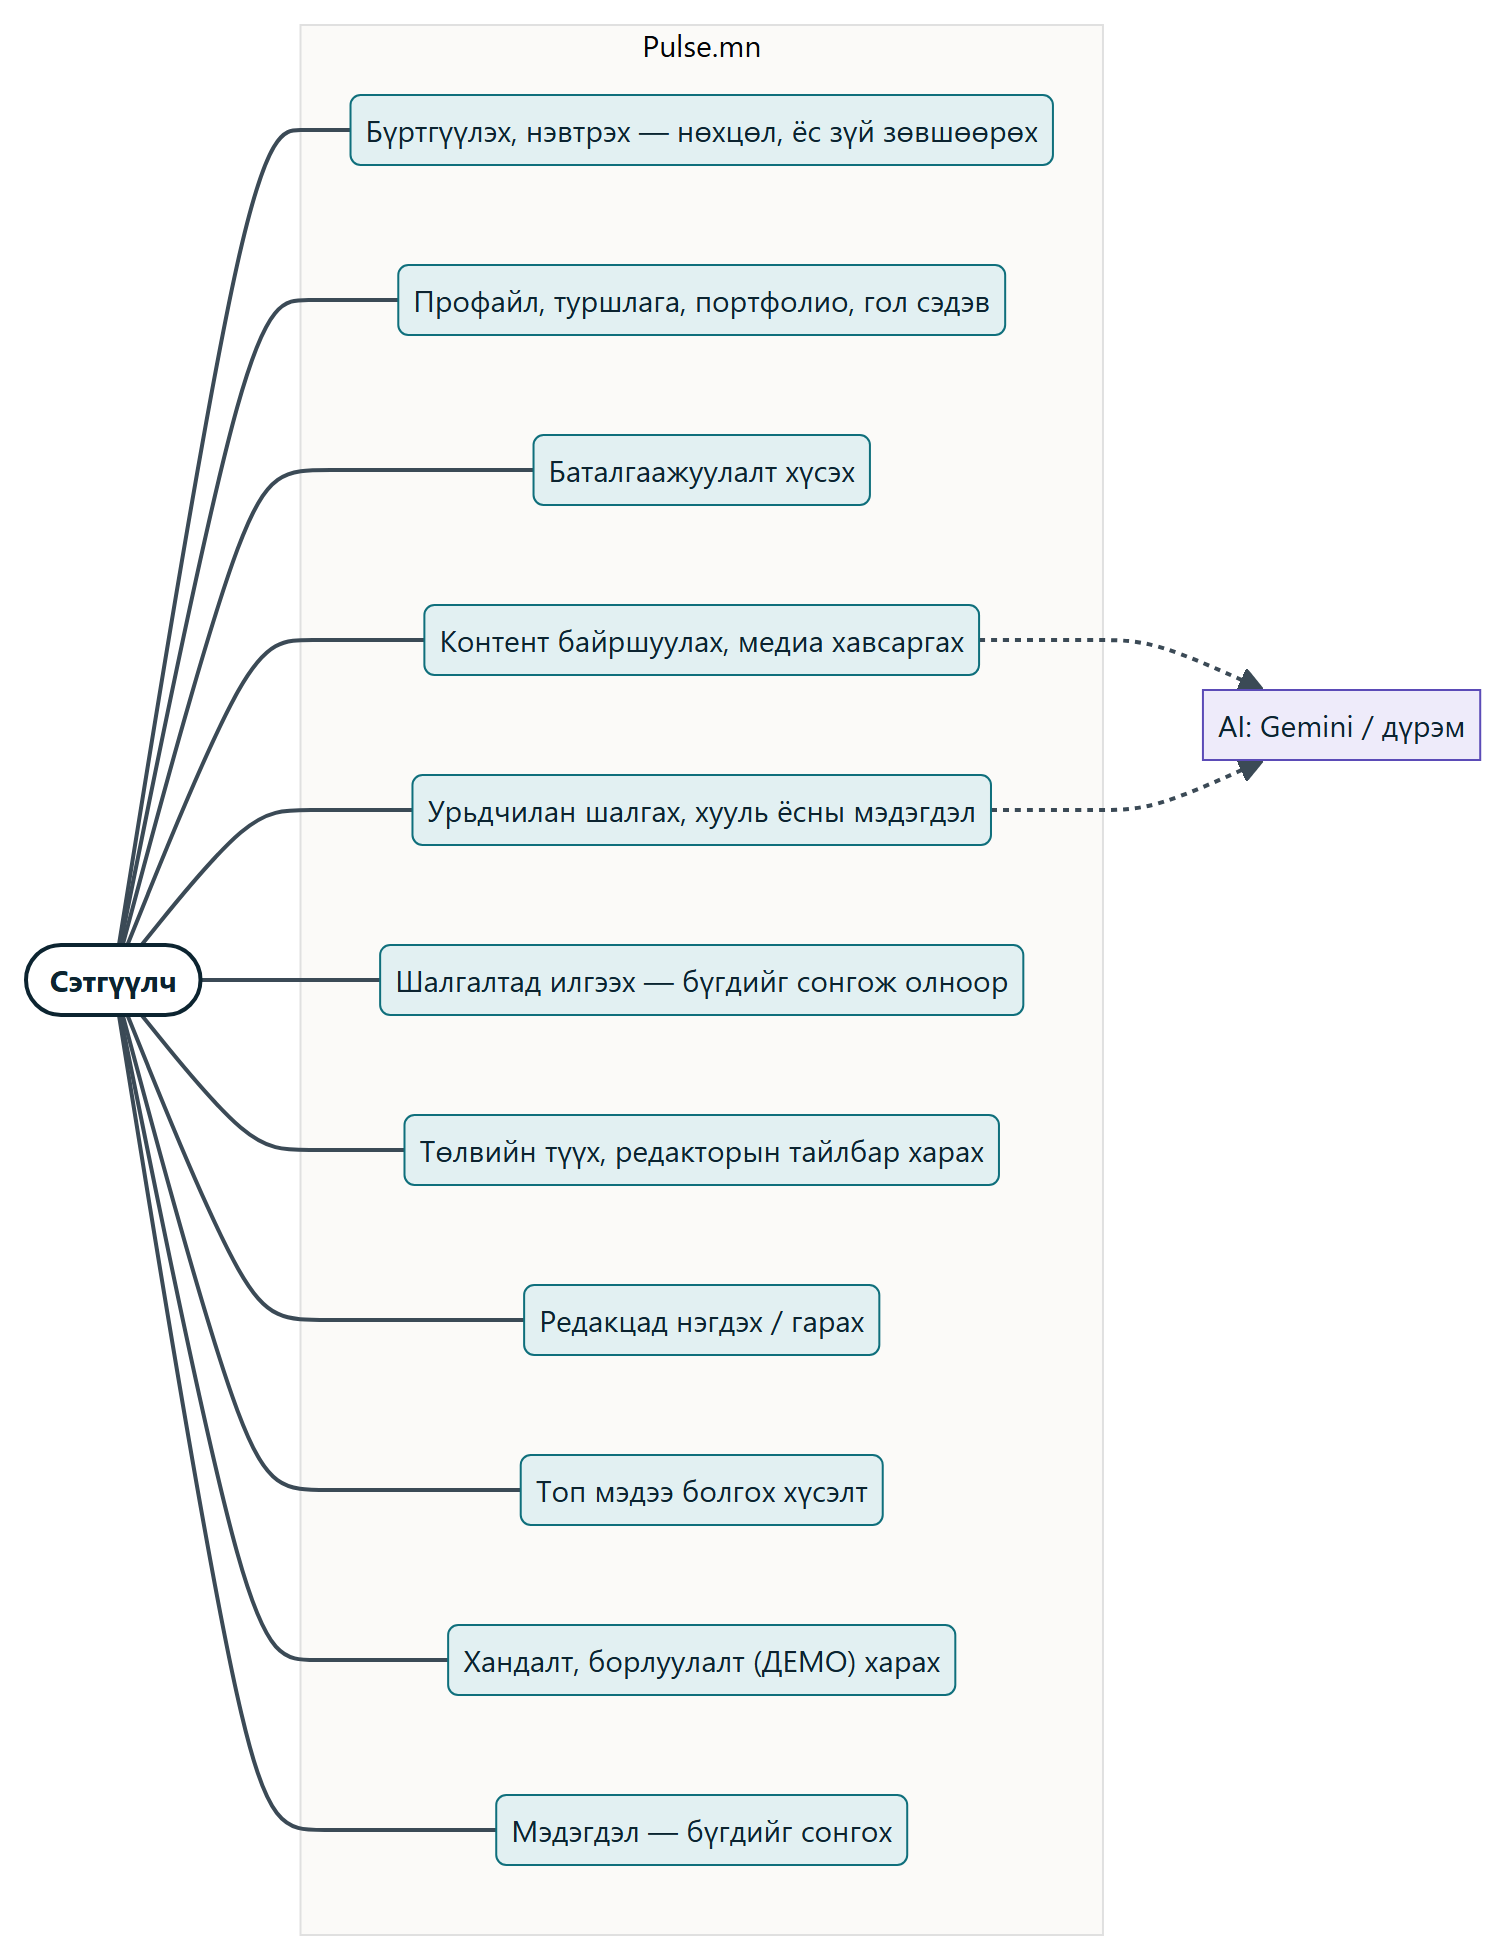 Pulse.mn
Бүртгүүлэх, нэвтрэх — нөхцөл, ёс зүй зөвшөөрөх
Профайл, туршлага, портфолио, гол сэдэв
Баталгаажуулалт хүсэх
Контент байршуулах, медиа хавсаргах
AI: Gemini / дүрэм
Урьдчилан шалгах, хууль ёсны мэдэгдэл
Сэтгүүлч
Шалгалтад илгээх — бүгдийг сонгож олноор
Төлвийн түүх, редакторын тайлбар харах
Редакцад нэгдэх / гарах
Топ мэдээ болгох хүсэлт
Хандалт, борлуулалт (ДЕМО) харах
Мэдэгдэл — бүгдийг сонгох